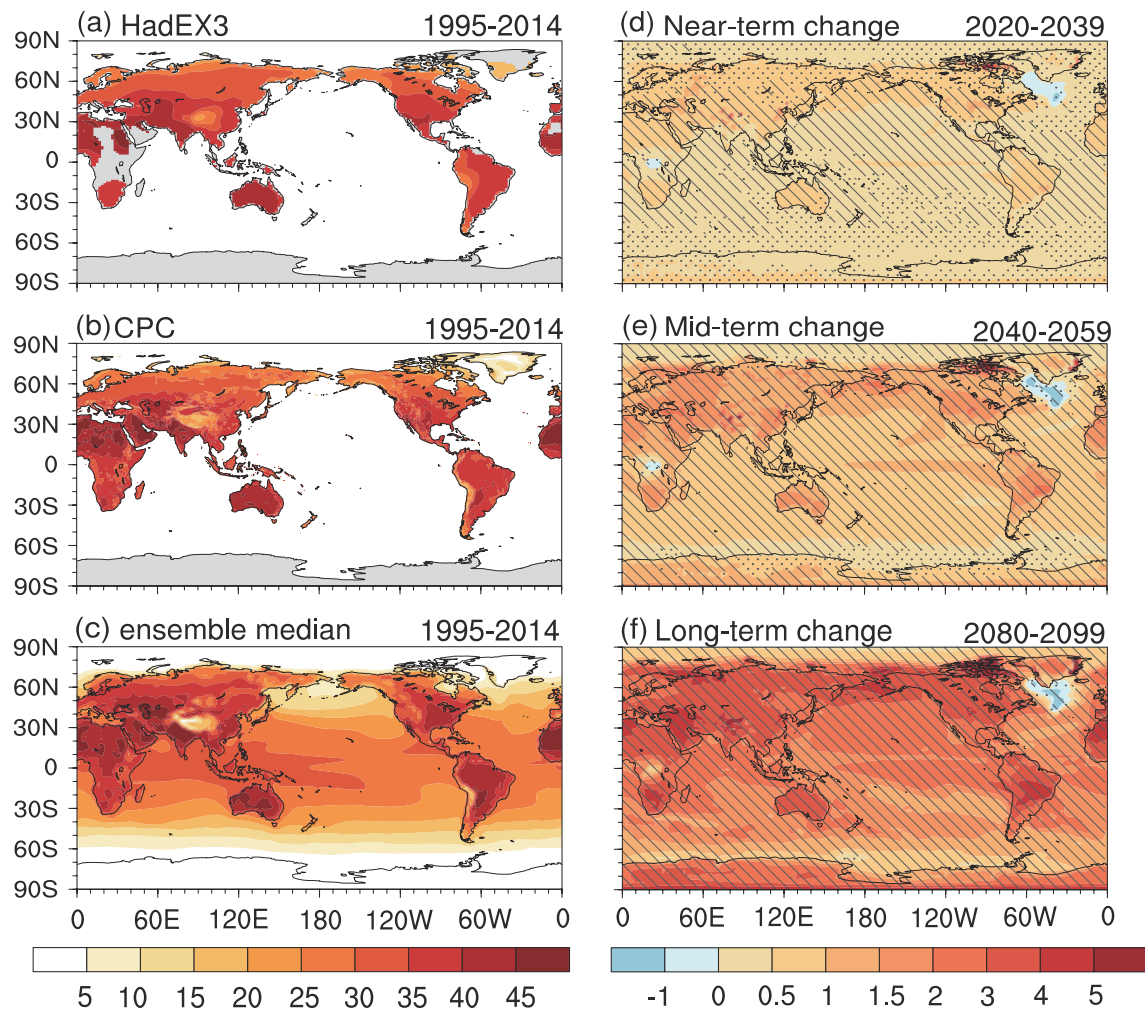 (a) HadEX3 1995-2014
90N
60N
30N
0
30S
60S
90S
(d) Near-term change 2020-2039
(b) CPC 1995-2014
90N
60N
30N
0
30S
60S
90S
(e) Mid-term change 2040-2059
(c) ensemble median 1995-2014
90N
60N
30N
0
30S
60S
90S
0 60E 120E 180 120W 60W 0
5 10 15 20 25 30 35 40 45
(f) Long-term change 2080-2099
0 60E 120E 180 120W 60W 0
-1 0 0.5 1 1.5 2 3 4 5